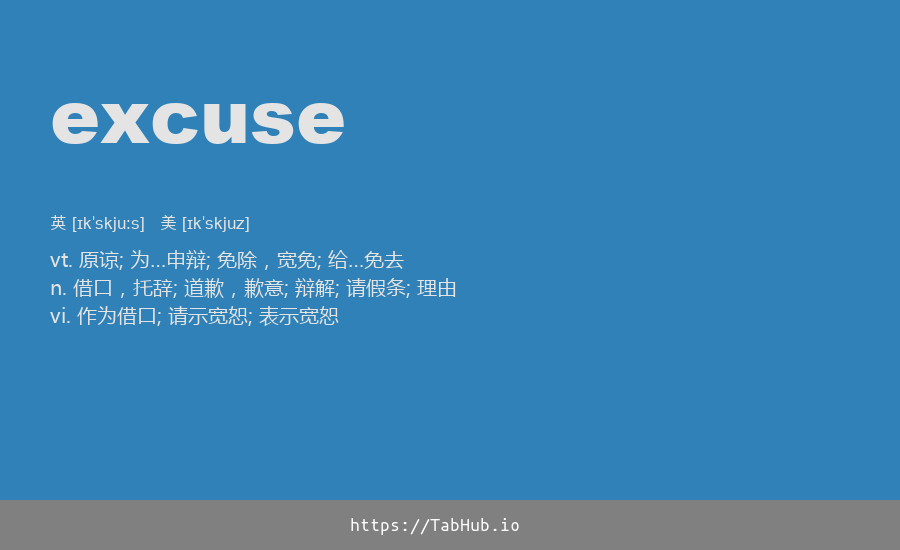 excuse
英 [ɪkˈskjuːs] 美 [ɪkˈskjuz]
vt. 原谅; 为…申辩; 免除，宽免; 给…免去
n. 借口，托辞; 道歉，歉意; 辩解; 请假条; 理由
vi. 作为借口; 请示宽恕; 表示宽恕
https://TabHub.io